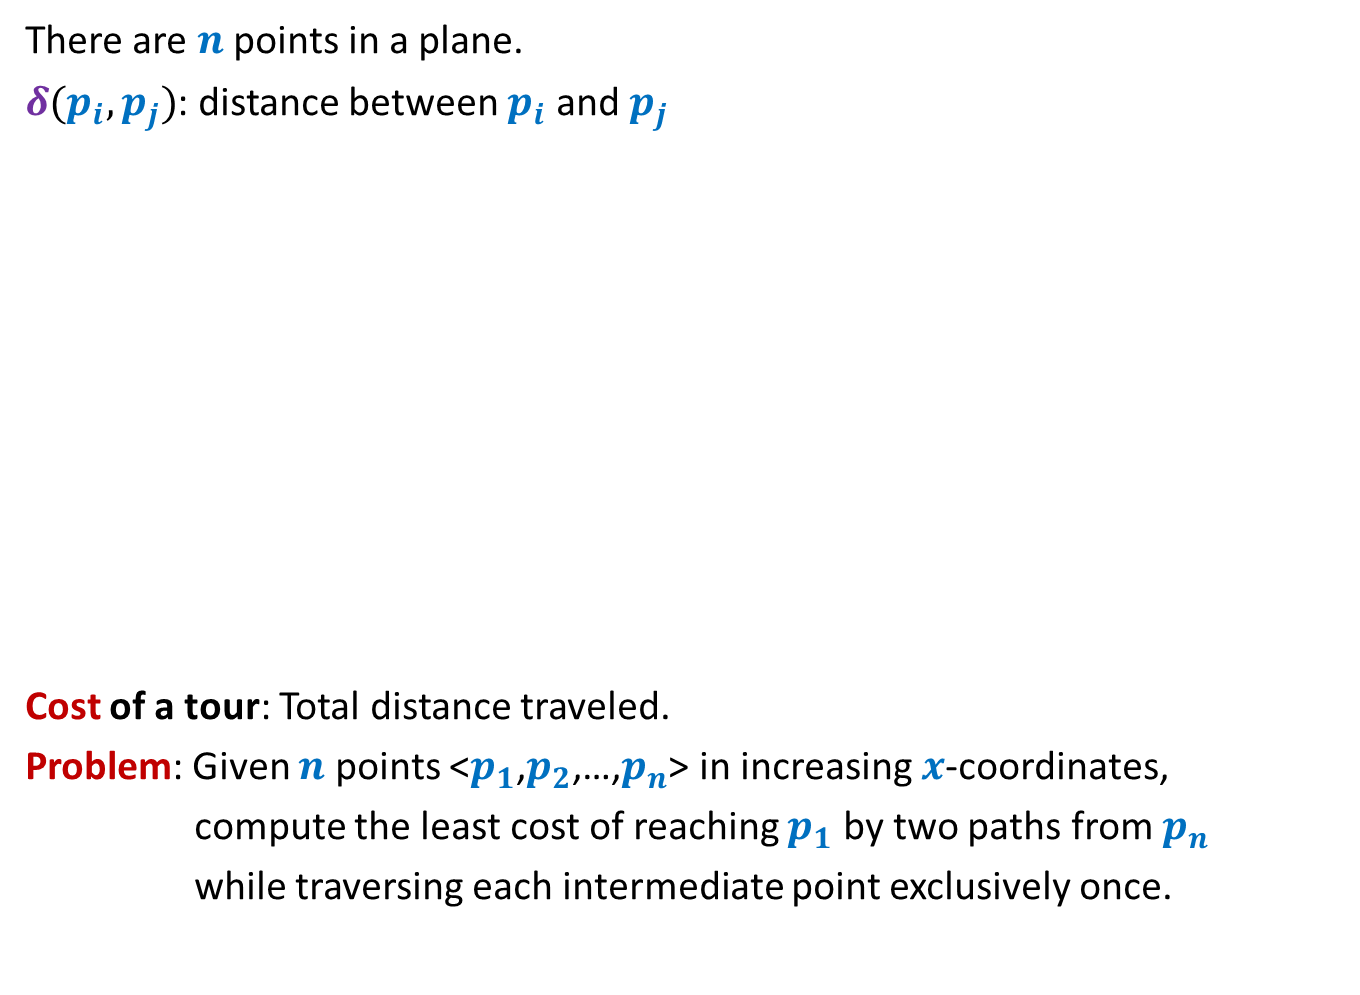 There are n points in a plane.
δ(pᵢ, pⱼ): distance between pᵢ and pⱼ
Cost of a tour: Total distance traveled.
Problem: Given n points <p₁,p₂,…,pₙ> in increasing x-coordinates,
compute the least cost of reaching p₁ by two paths from pₙ
while traversing each intermediate point exclusively once.